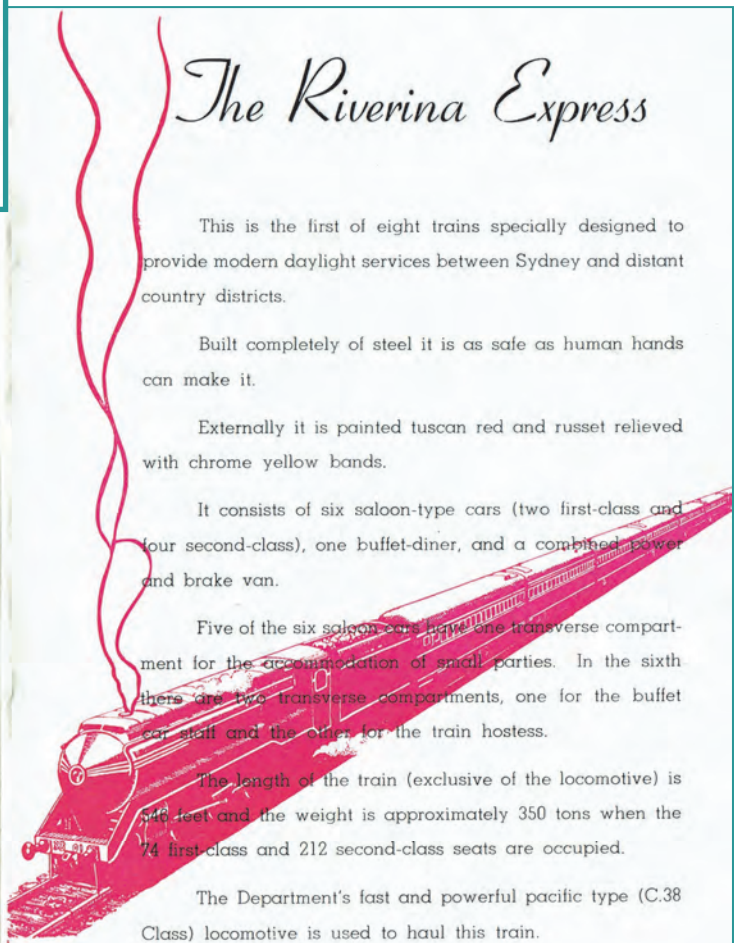 The Riverina Express
This is the first of eight trains specially designed to
provide modern daylight services between Sydney and distant
country districts.
Built completely of steel it is as safe as human hands
can make it.
Externally it is painted tuscan red and russet relieved
with chrome yellow bands.
It consists of six saloon-type cars (two first-class and
four second-class), one buffet-diner, and a combined power
and brake van.
Five of the six saloon cars have one transverse compart-
ment for the accommodation of small parties. In the sixth
there are two transverse compartments, one for the buffet
car staff and the other for the train hostess.
The length of the train (exclusive of the locomotive) is
546 feet and the weight is approximately 350 tons when the
74 first-class and 212 second-class seats are occupied.
The Department's fast and powerful pacific type (C.38
Class) locomotive is used to haul this train.